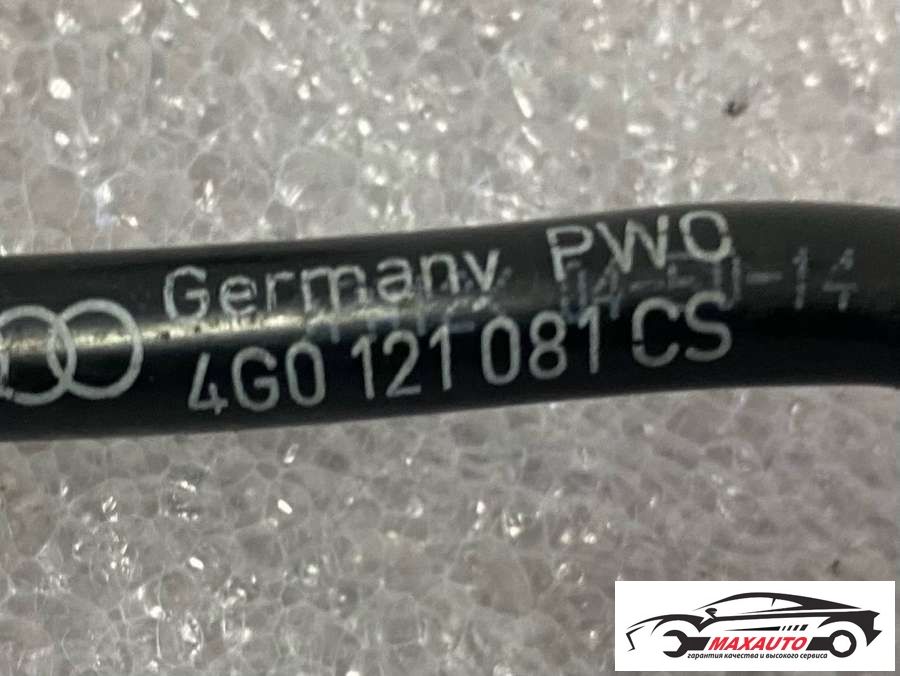 Germany PWO
4G0 121 081 CS
MAXAUTO
гарантия качества и высокого сервиса